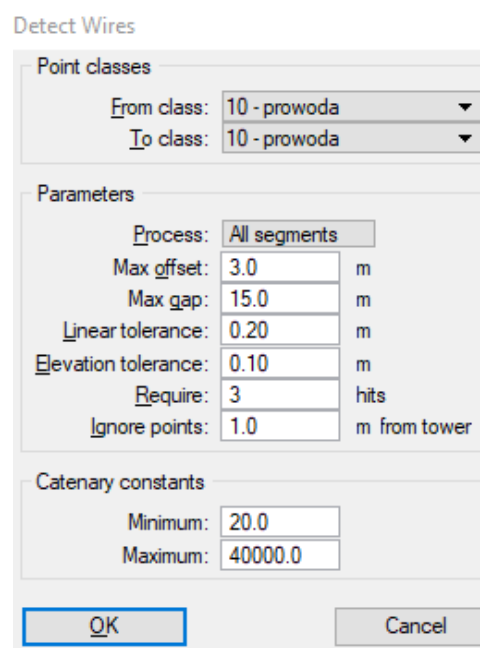 Detect Wires
Point classes
From class: 10 - prowoda
To class: 10 - prowoda
Parameters
Process: All segments
Max offset: 3.0 m
Max gap: 15.0 m
Linear tolerance: 0.20 m
Elevation tolerance: 0.10 m
Require: 3 hits
Ignore points: 1.0 m from tower
Catenary constants
Minimum: 20.0
Maximum: 40000.0
OK Cancel